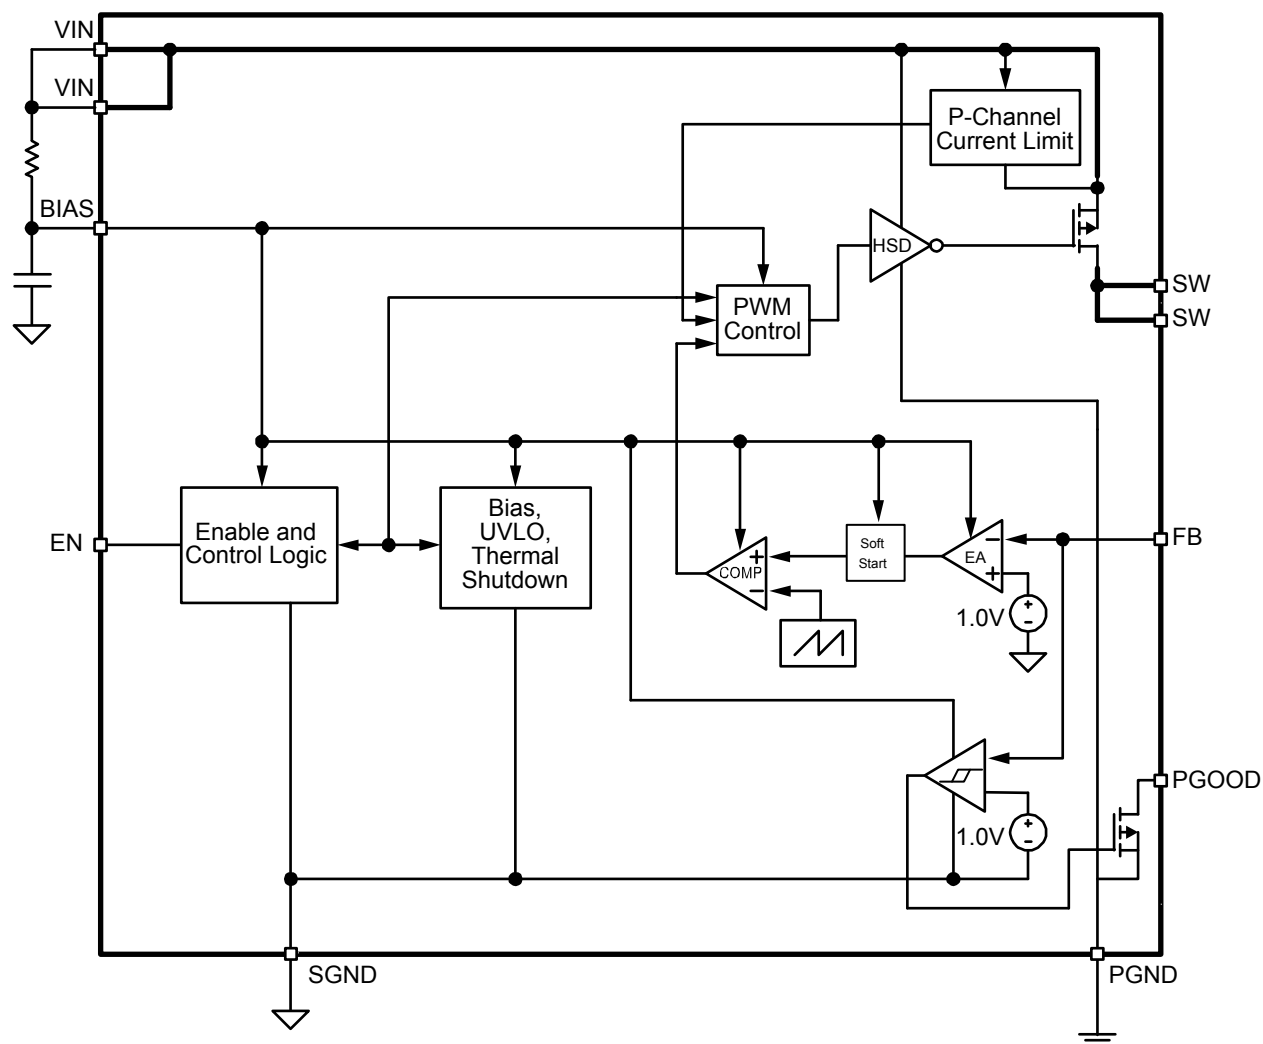 VIN
VIN
P-Channel
Current Limit
BIAS
HSD
SW
PWM
Control
SW
EN
Enable and
Control Logic
Bias,
UVLO,
Thermal
Shutdown
COMP
+
−
Soft
Start
EA
−
+
FB
1.0V
+
−
PGOOD
1.0V
+
−
SGND
PGND